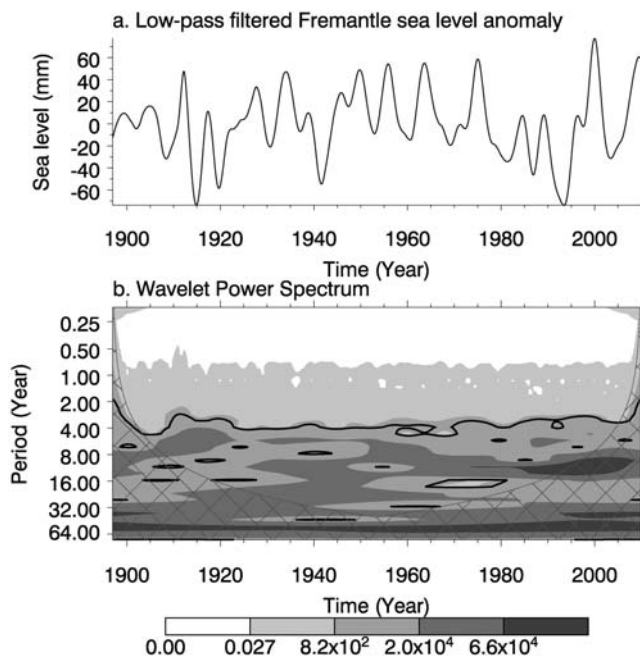 a. Low-pass filtered Fremantle sea level anomaly
60
40
20
0
-20
-40
-60
Sea level (mm)
1900 1920 1940 1960 1980 2000
Time (Year)
b. Wavelet Power Spectrum
0.25
0.50
1.00
2.00
4.00
8.00
16.00
32.00
64.00
Period (Year)
1900 1920 1940 1960 1980 2000
Time (Year)
0.00 0.027 8.2x10² 2.0x10⁴ 6.6x10⁴